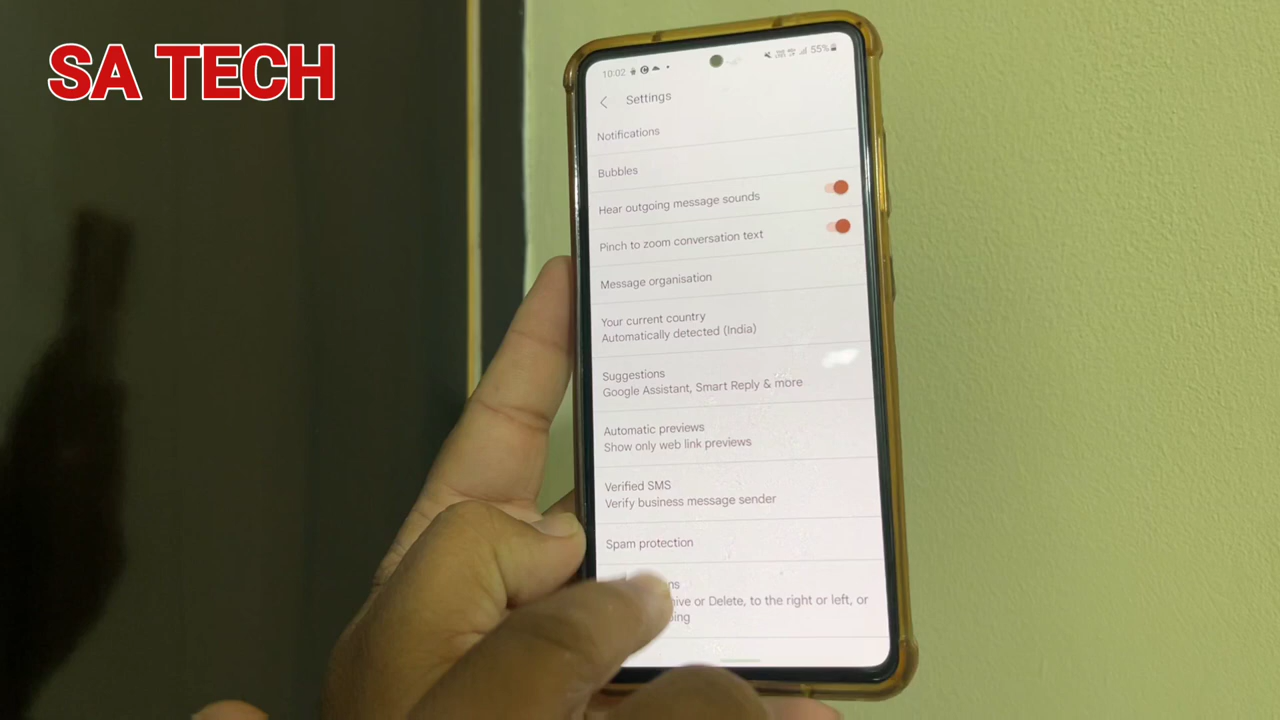 SA TECH
10:02
55%
Settings
Notifications
Bubbles
Hear outgoing message sounds
Pinch to zoom conversation text
Message organisation
Your current country
Automatically detected (India)
Suggestions
Google Assistant, Smart Reply & more
Automatic previews
Show only web link previews
Verified SMS
Verify business message sender
Spam protection
or Delete, to the right or left, or